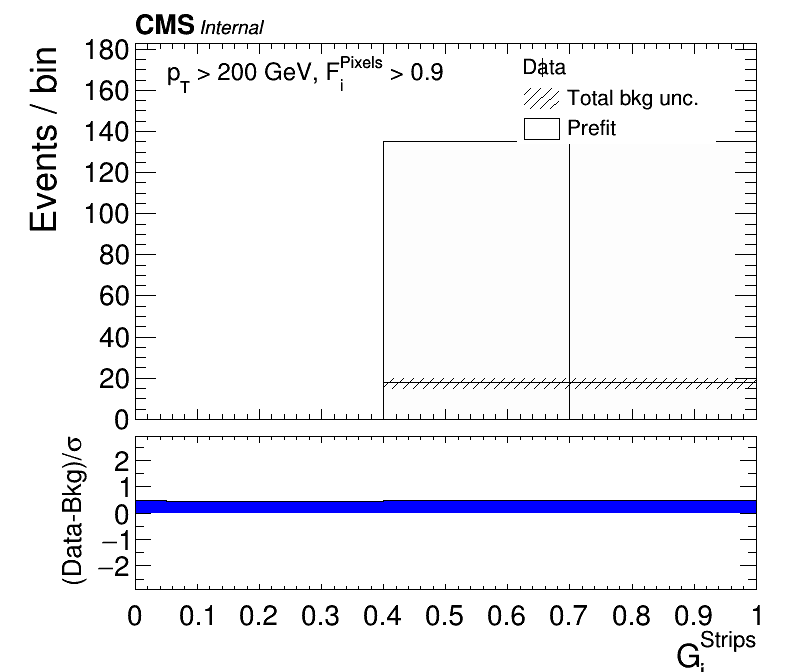 CMS Internal
p_T > 200 GeV, F_i^Pixels > 0.9
Data
Total bkg unc.
Prefit
Events / bin
180
160
140
120
100
80
60
40
20
0
(Data-Bkg)/σ
2
1
0
−1
−2
0 0.1 0.2 0.3 0.4 0.5 0.6 0.7 0.8 0.9 1
G_i^Strips